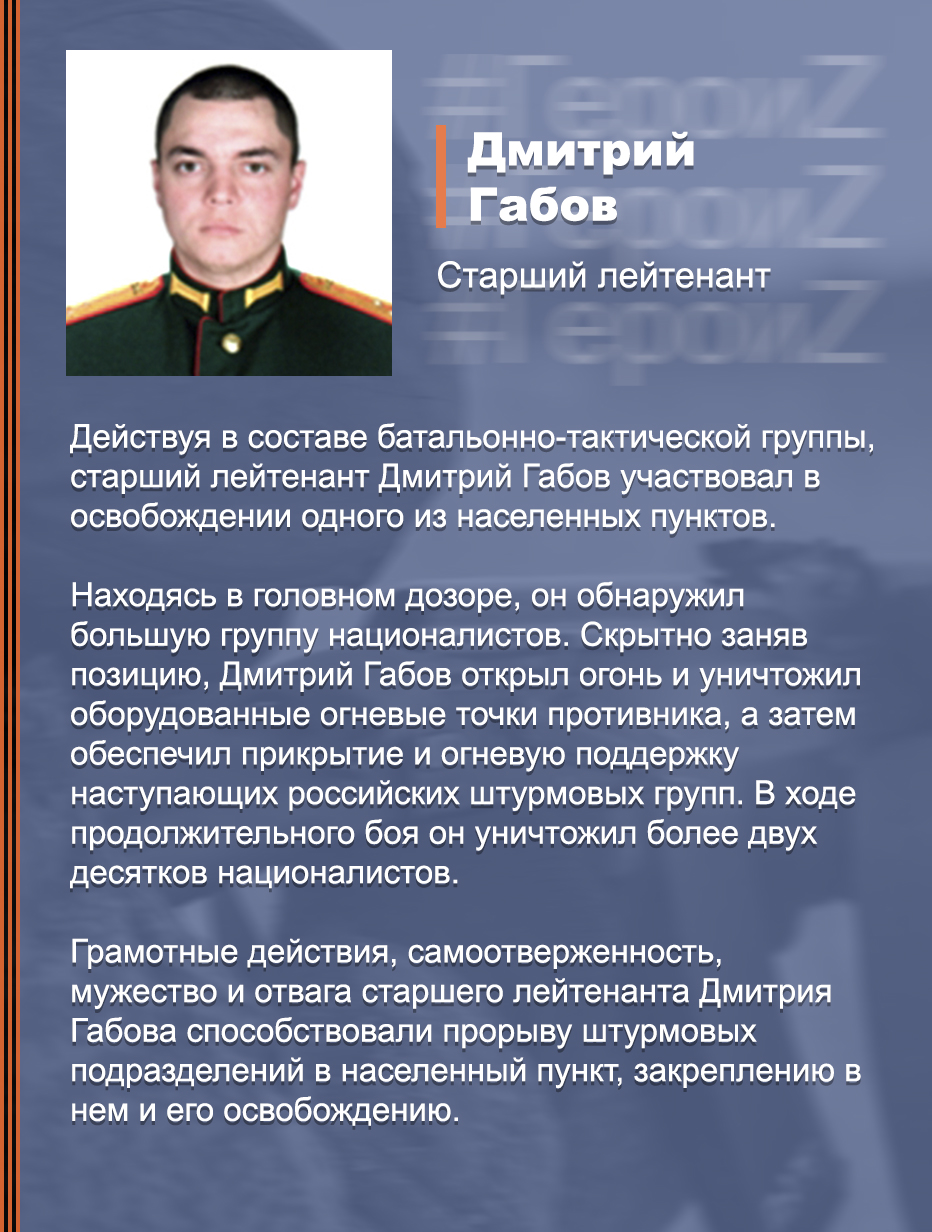 #ГероиZ
Дмитрий
#ГероиZ
Габов
Старший лейтенант
#ГероиZ
Действуя в составе батальонно-тактической группы,
старший лейтенант Дмитрий Габов участвовал в
освобождении одного из населенных пунктов.
Находясь в головном дозоре, он обнаружил
большую группу националистов. Скрытно заняв
позицию, Дмитрий Габов открыл огонь и уничтожил
оборудованные огневые точки противника, а затем
обеспечил прикрытие и огневую поддержку
наступающих российских штурмовых групп. В ходе
продолжительного боя он уничтожил более двух
десятков националистов.
Грамотные действия, самоотверженность,
мужество и отвага старшего лейтенанта Дмитрия
Габова способствовали прорыву штурмовых
подразделений в населенный пункт, закреплению в
нем и его освобождению.